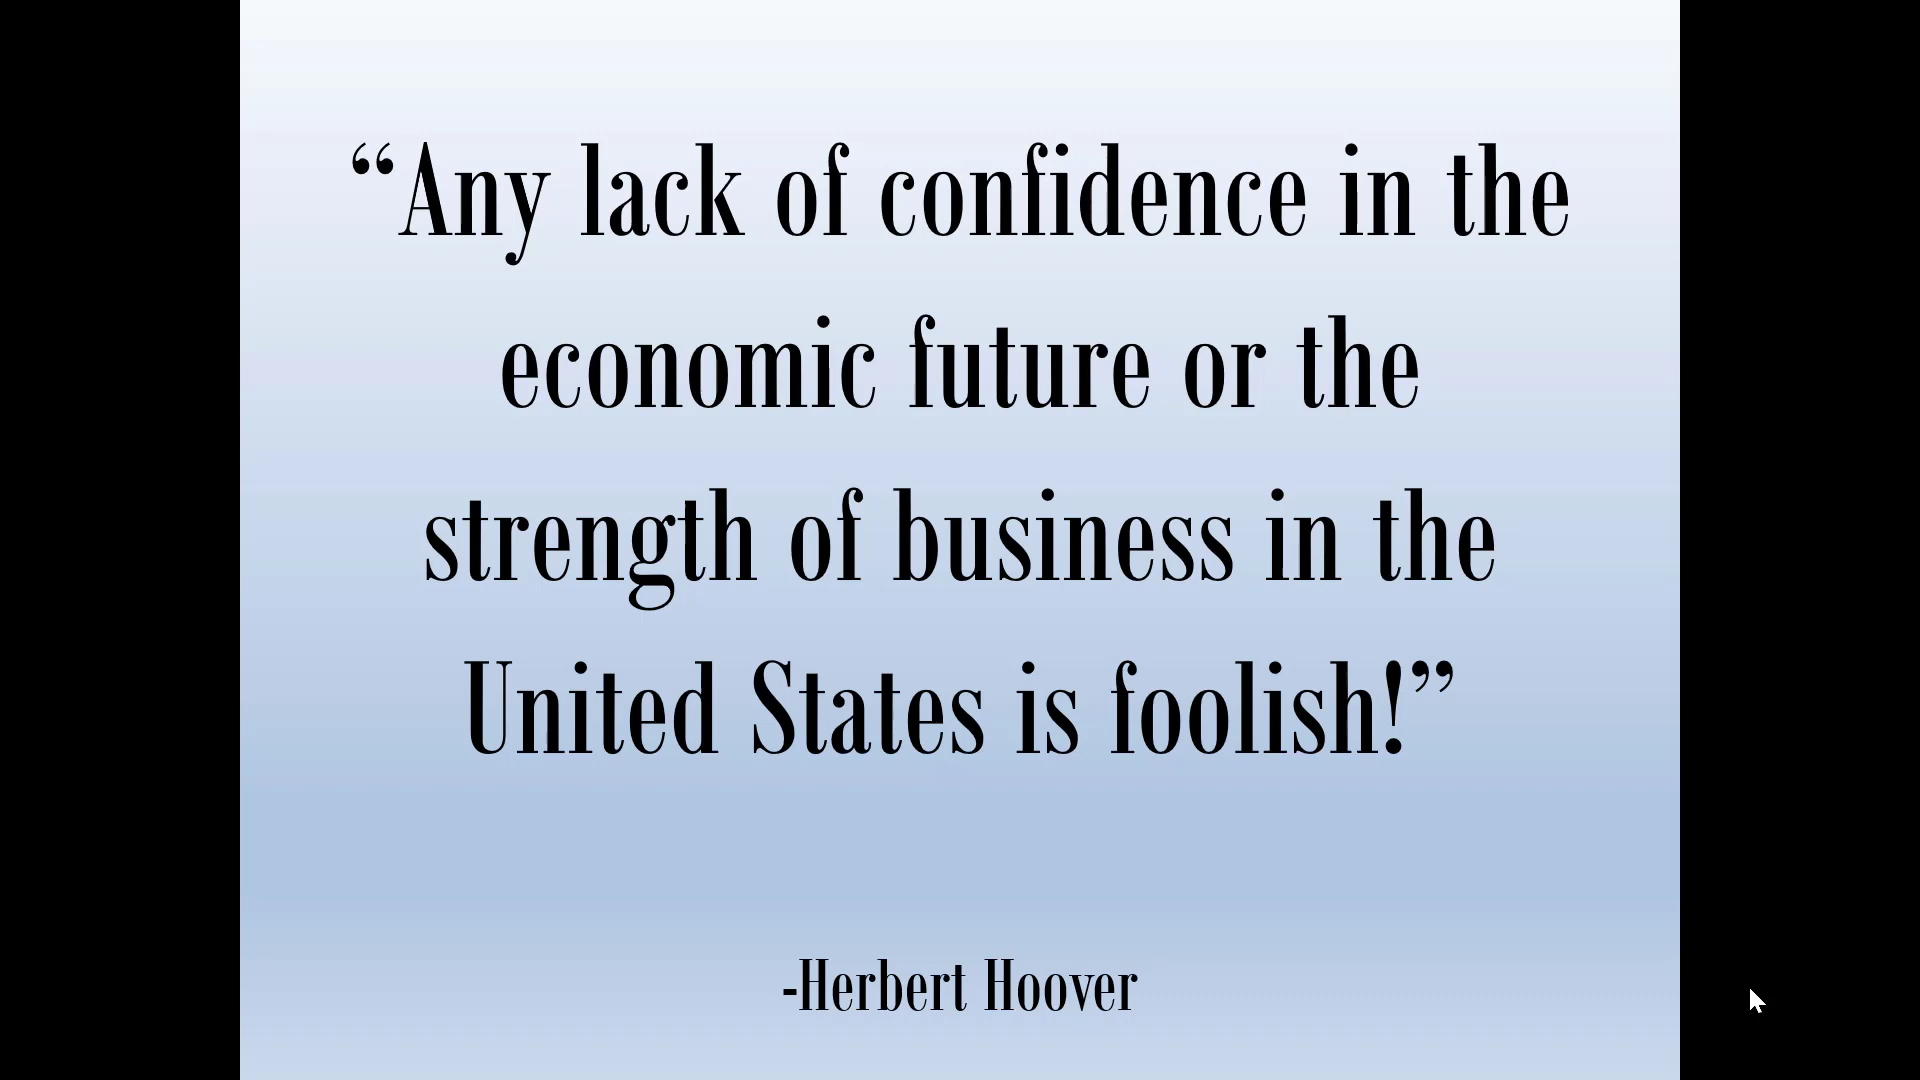 “Any lack of confidence in the
economic future or the
strength of business in the
United States is foolish!”
-Herbert Hoover